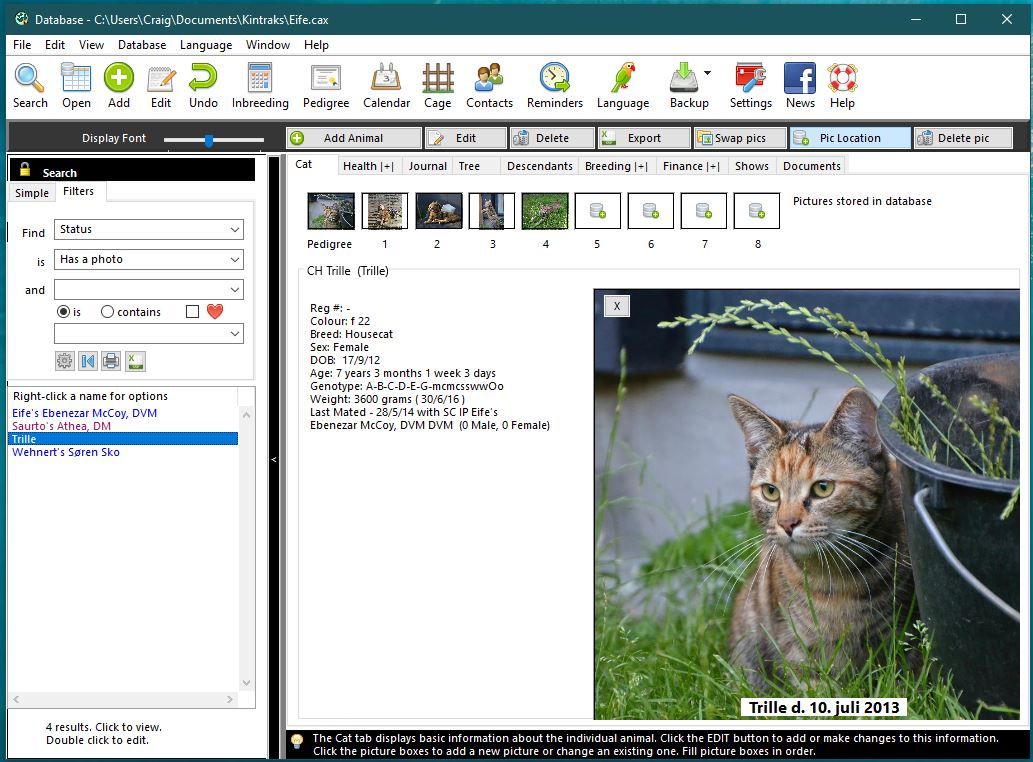 Database - C:\Users\Craig\Documents\Kintraks\Eife.cax
File Edit View Database Language Window Help
Search Open Add Edit Undo Inbreeding Pedigree Calendar Cage Contacts Reminders Language Backup Settings News Help
Display Font
Add Animal Edit Delete Export Swap pics Pic Location Delete pic
Search
Simple Filters
Find Status
is Has a photo
and
is contains
Right-click a name for options
Eife's Ebenezar McCoy, DVM
Saurto's Athea, DM
Trille
Wehnert's Søren Sko
4 results. Click to view.
Double click to edit.
<
Cat Health |+| Journal Tree Descendants Breeding |+| Finance |+| Shows Documents
Pictures stored in database
Pedigree 1 2 3 4 5 6 7 8
CH Trille (Trille)
Reg #: -
Colour: f 22
Breed: Housecat
Sex: Female
DOB: 17/9/12
Age: 7 years 3 months 1 week 3 days
Genotype: A-B-C-D-E-G-mcmcsswwOo
Weight: 3600 grams ( 30/6/16 )
Last Mated - 28/5/14 with SC IP Eife's
Ebenezar McCoy, DVM DVM (0 Male, 0 Female)
X
Trille d. 10. juli 2013
The Cat tab displays basic information about the individual animal. Click the EDIT button to add or make changes to this information.
Click the picture boxes to add a new picture or change an existing one. Fill picture boxes in order.